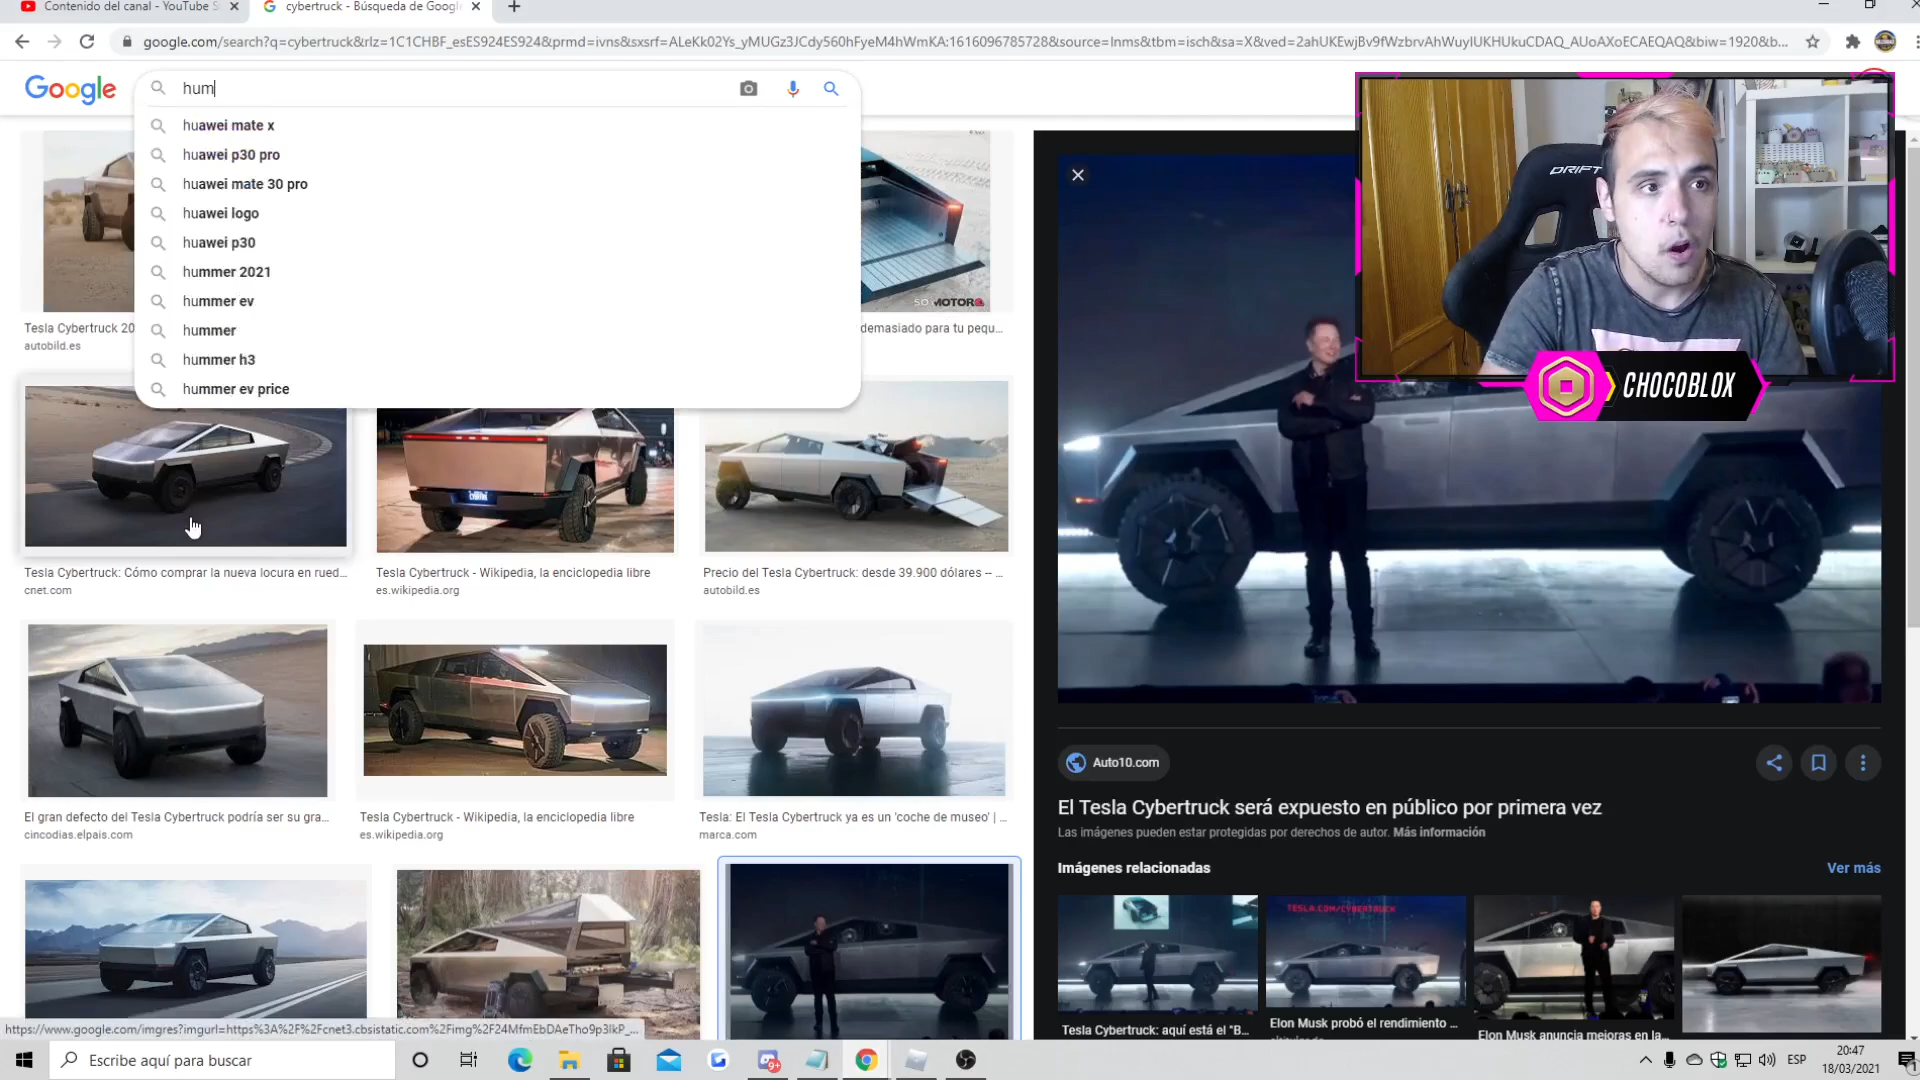 Contenido del canal - YouTube S
cybertruck - Búsqueda de Google
google.com/search?q=cybertruck&rlz=1C1CHBF_esES924ES924&prmd=ivns&sxsrf=ALeKk02Ys_yMUGz3JCdy560hFyeM4hWmKA:1616096785728&source=lnms&tbm=isch&sa=X&ved=2ahUKEwjBv9fWzbrvAhWuyIUKHUkuCDAQ_AUoAXoECAEQAQ&biw=1920&b...
Google
hum
huawei mate x
huawei p30 pro
huawei mate 30 pro
huawei logo
huawei p30
hummer 2021
hummer ev
hummer
hummer h3
hummer ev price
DRIFT
CHOCOBLOX
SOYMOTOR
Tesla Cybertruck 20
autobild.es
demasiado para tu pequ...
Tesla Cybertruck: Cómo comprar la nueva locura en rued...
cnet.com
Tesla Cybertruck - Wikipedia, la enciclopedia libre
es.wikipedia.org
Precio del Tesla Cybertruck: desde 39.900 dólares -- ...
autobild.es
El gran defecto del Tesla Cybertruck podría ser su gra...
cincodias.elpais.com
Tesla Cybertruck - Wikipedia, la enciclopedia libre
es.wikipedia.org
Tesla: El Tesla Cybertruck ya es un 'coche de museo' | ...
marca.com
Auto10.com
El Tesla Cybertruck será expuesto en público por primera vez
Las imágenes pueden estar protegidas por derechos de autor. Más información
Imágenes relacionadas
Ver más
TESLA.COM/CYBERTRUCK
Tesla Cybertruck: aquí está el "B...
Elon Musk probó el rendimiento ...
Elon Musk anuncia mejoras en la...
https://www.google.com/imgres?imgurl=https%3A%2F%2Fcnet3.cbsistatic.com%2Fimg%2F24MfmEbDAeTho9p3lkP_...
Escribe aquí para buscar
9+
ESP
20:47
18/03/2021